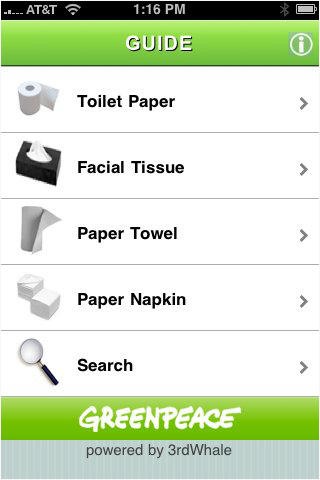 AT&T 1:16 PM
GUIDE
Toilet Paper
Facial Tissue
Paper Towel
Paper Napkin
Search
GREENPEACE
powered by 3rdWhale